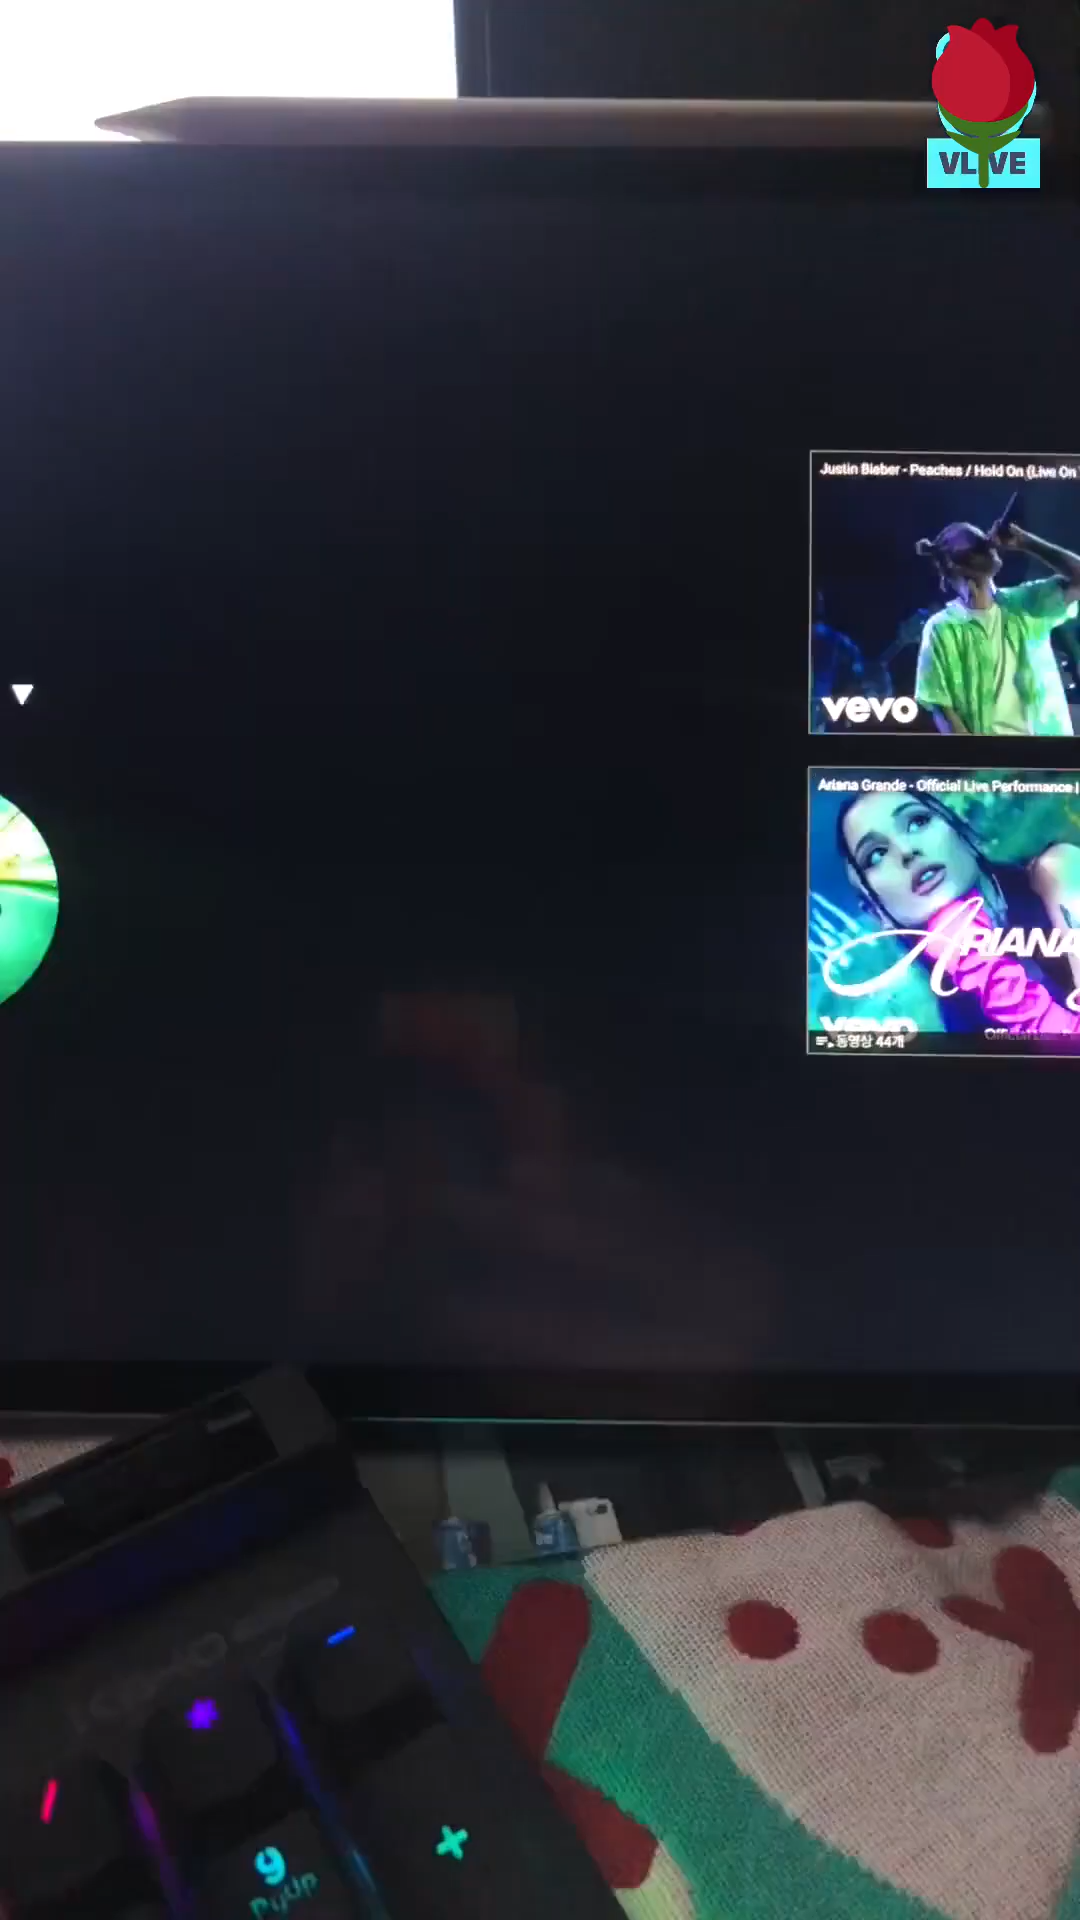 VLIVE
Justin Bieber - Peaches / Hold On (Live On
vevo
Ariana Grande - Official Live Performance |
ARIANA
vevo
동영상 44개
-
*
/
9
PgUp
+